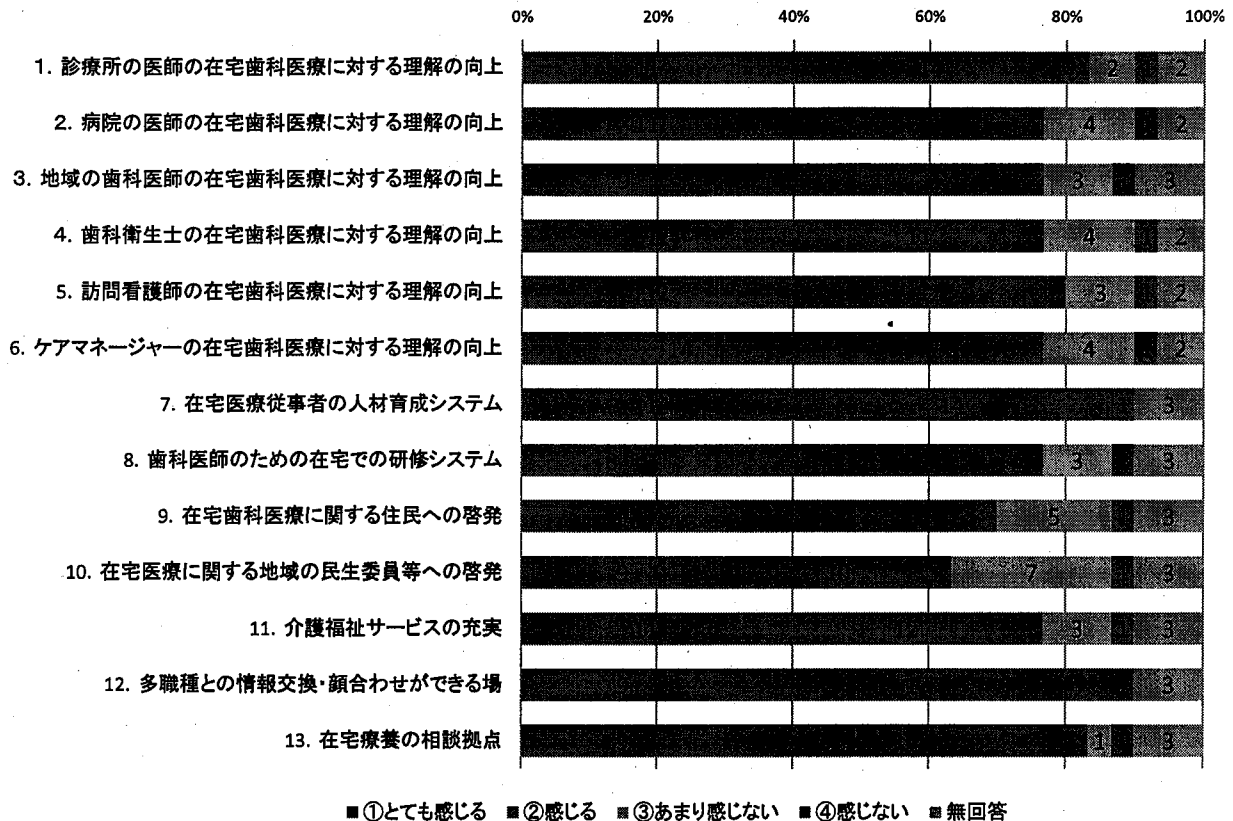 0% 20% 40% 60% 80% 100%
1. 診療所の医師の在宅歯科医療に対する理解の向上 2 2
2. 病院の医師の在宅歯科医療に対する理解の向上 4 2
3. 地域の歯科医師の在宅歯科医療に対する理解の向上 3 3
4. 歯科衛生士の在宅歯科医療に対する理解の向上 4 2
5. 訪問看護師の在宅歯科医療に対する理解の向上 3 2
6. ケアマネージャーの在宅歯科医療に対する理解の向上 4 2
7. 在宅医療従事者の人材育成システム 3
8. 歯科医師のための在宅での研修システム 3 3
9. 在宅歯科医療に関する住民への啓発 5 3
10. 在宅医療に関する地域の民生委員等への啓発 7 3
11. 介護福祉サービスの充実 3 3
12. 多職種との情報交換・顔合わせができる場 3
13. 在宅療養の相談拠点 1 3
■①とても感じる ■②感じる ■③あまり感じない ■④感じない ■無回答